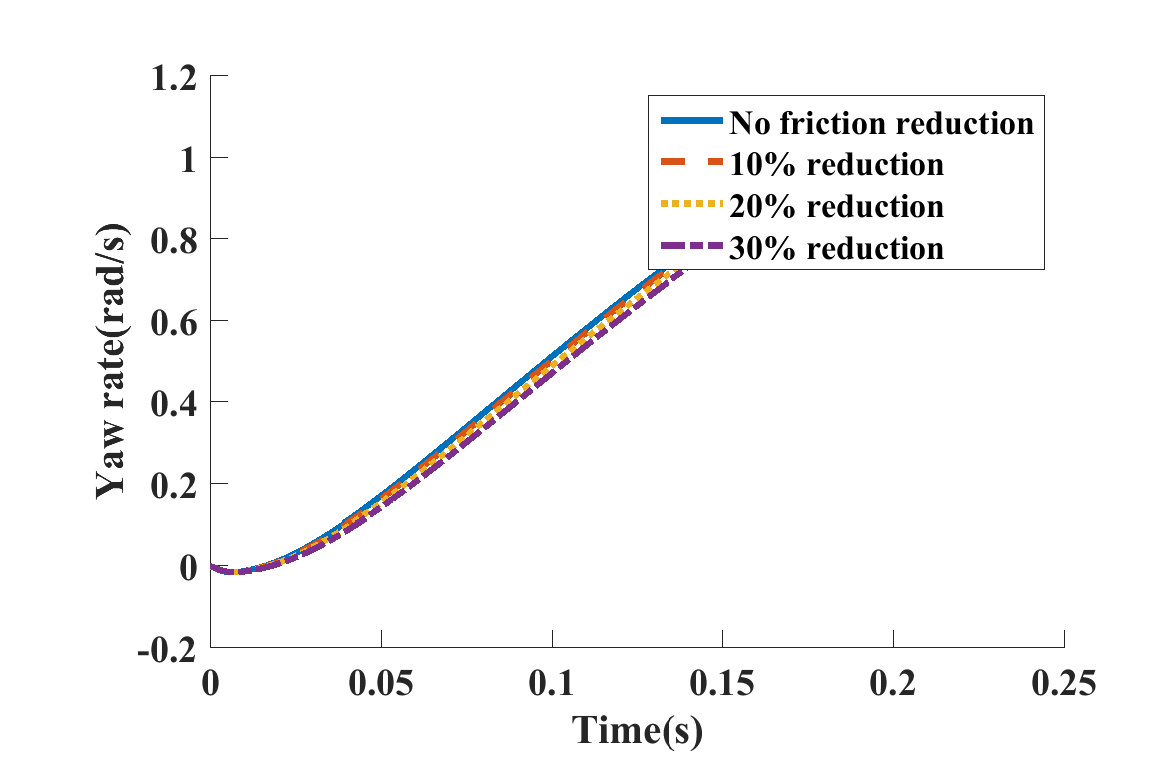 1.2
1
0.8
0.6
0.4
0.2
0
-0.2
Yaw rate(rad/s)
No friction reduction
10% reduction
20% reduction
30% reduction
0
0.05
0.1
0.15
0.2
0.25
Time(s)